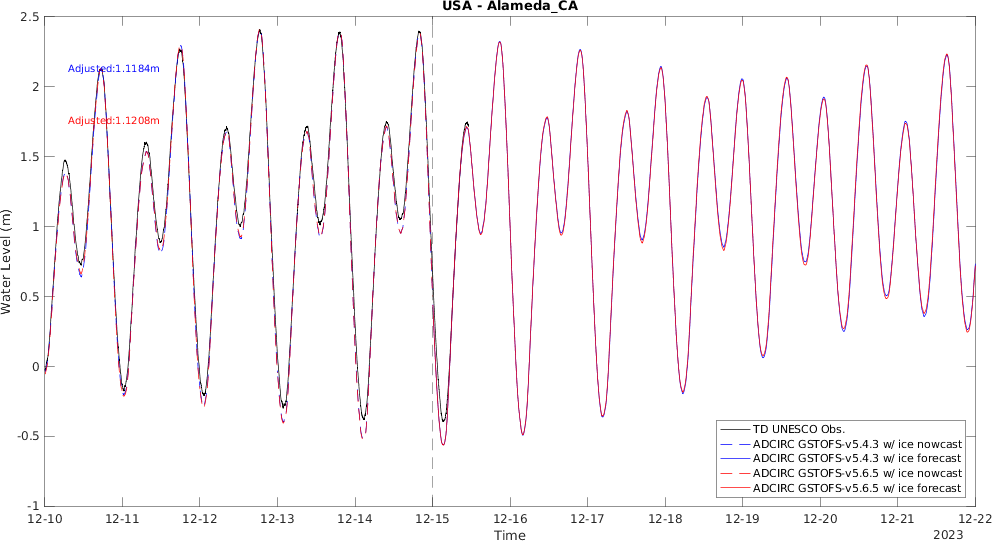 USA - Alameda_CA
2.5
2
1.5
1
0.5
0
-0.5
-1
Water Level (m)
Adjusted:1.1184m
Adjusted:1.1208m
TD UNESCO Obs.
ADCIRC GSTOFS-v5.4.3 w/ ice nowcast
ADCIRC GSTOFS-v5.4.3 w/ ice forecast
ADCIRC GSTOFS-v5.6.5 w/ ice nowcast
ADCIRC GSTOFS-v5.6.5 w/ ice forecast
12-10 12-11 12-12 12-13 12-14 12-15 12-16 12-17 12-18 12-19 12-20 12-21 12-22
Time
2023